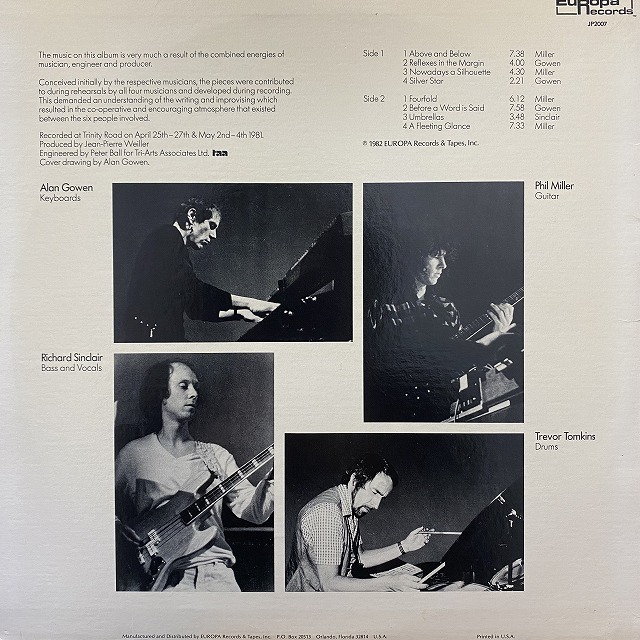 EUROPA
Records
JP2007
The music on this album is very much a result of the combined energies of
musician, engineer and producer.
Conceived initially by the respective musicians, the pieces were contributed
to during rehearsals by all four musicians and developed during recording.
This demanded an understanding of the writing and improvising which
resulted in the co-operative and encouraging atmosphere that existed
between the six people involved.
Recorded at Trinity Road on April 25th–27th & May 2nd–4th 1981.
Produced by Jean-Pierre Weiller
Engineered by Peter Ball for Tri-Arts Associates Ltd. taa
Cover drawing by Alan Gowen.
Side 1 1 Above and Below 7.38 Miller
2 Reflexes in the Margin 4.00 Gowen
3 Nowadays a Silhouette 4.30 Miller
4 Silver Star 2.21 Gowen
Side 2 1 Fourfold 6.12 Miller
2 Before a Word is Said 7.58 Gowen
3 Umbrellas 3.48 Sinclair
4 A Fleeting Glance 7.33 Miller
℗ 1982 EUROPA Records & Tapes, Inc.
Alan Gowen
Keyboards
Phil Miller
Guitar
Richard Sinclair
Bass and Vocals
Trevor Tomkins
Drums
Manufactured and Distributed by EUROPA Records & Tapes, Inc. P.O. Box 20513 Orlando, Florida 32814 U.S.A. Printed in U.S.A.